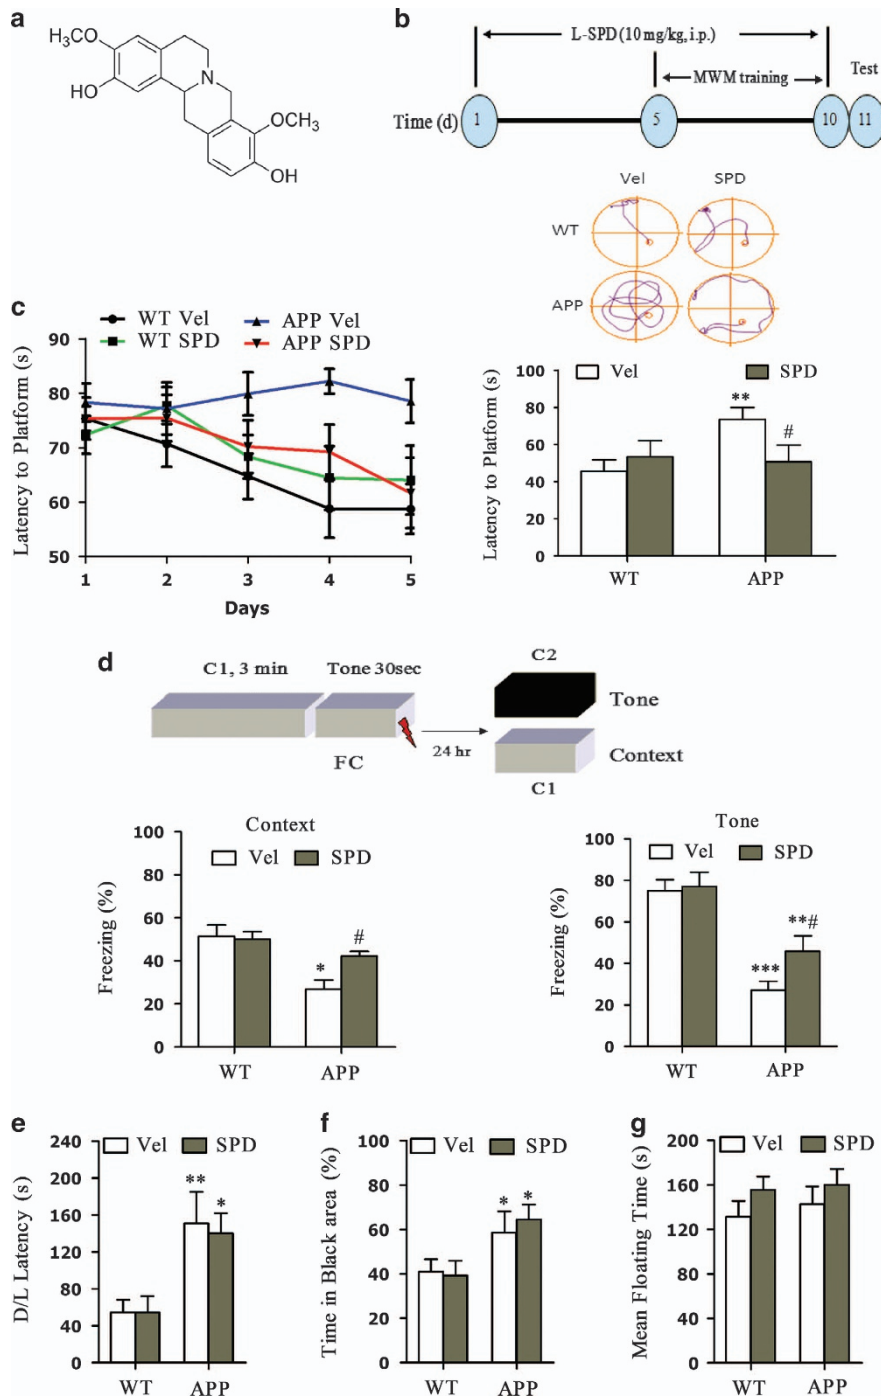 a
H₃CO
HO
N
O
CH₃
OH
b
L-SPD (10 mg/kg, i.p.)
MWM training
Test
Time (d)
1
5
10
11
Vel
SPD
WT
APP
c
WT Vel
APP Vel
WT SPD
APP SPD
Latency to Platform (s)
90
80
70
60
50
1
2
3
4
5
Days
Vel
SPD
Latency to Platform (s)
100
80
60
40
20
0
**
#
WT
APP
d
C1, 3 min
Tone 30sec
FC
24 hr
C2
Tone
Context
C1
Context
Vel
SPD
Freezing (%)
100
80
60
40
20
0
*
#
WT
APP
Tone
Vel
SPD
Freezing (%)
100
80
60
40
20
0
***
**#
WT
APP
e
Vel
SPD
D/L Latency (s)
240
200
160
120
80
40
0
**
*
WT
APP
f
Vel
SPD
Time in Black area (%)
100
80
60
40
20
0
*
*
WT
APP
g
Vel
SPD
Mean Floating Time (s)
200
160
120
80
40
0
WT
APP